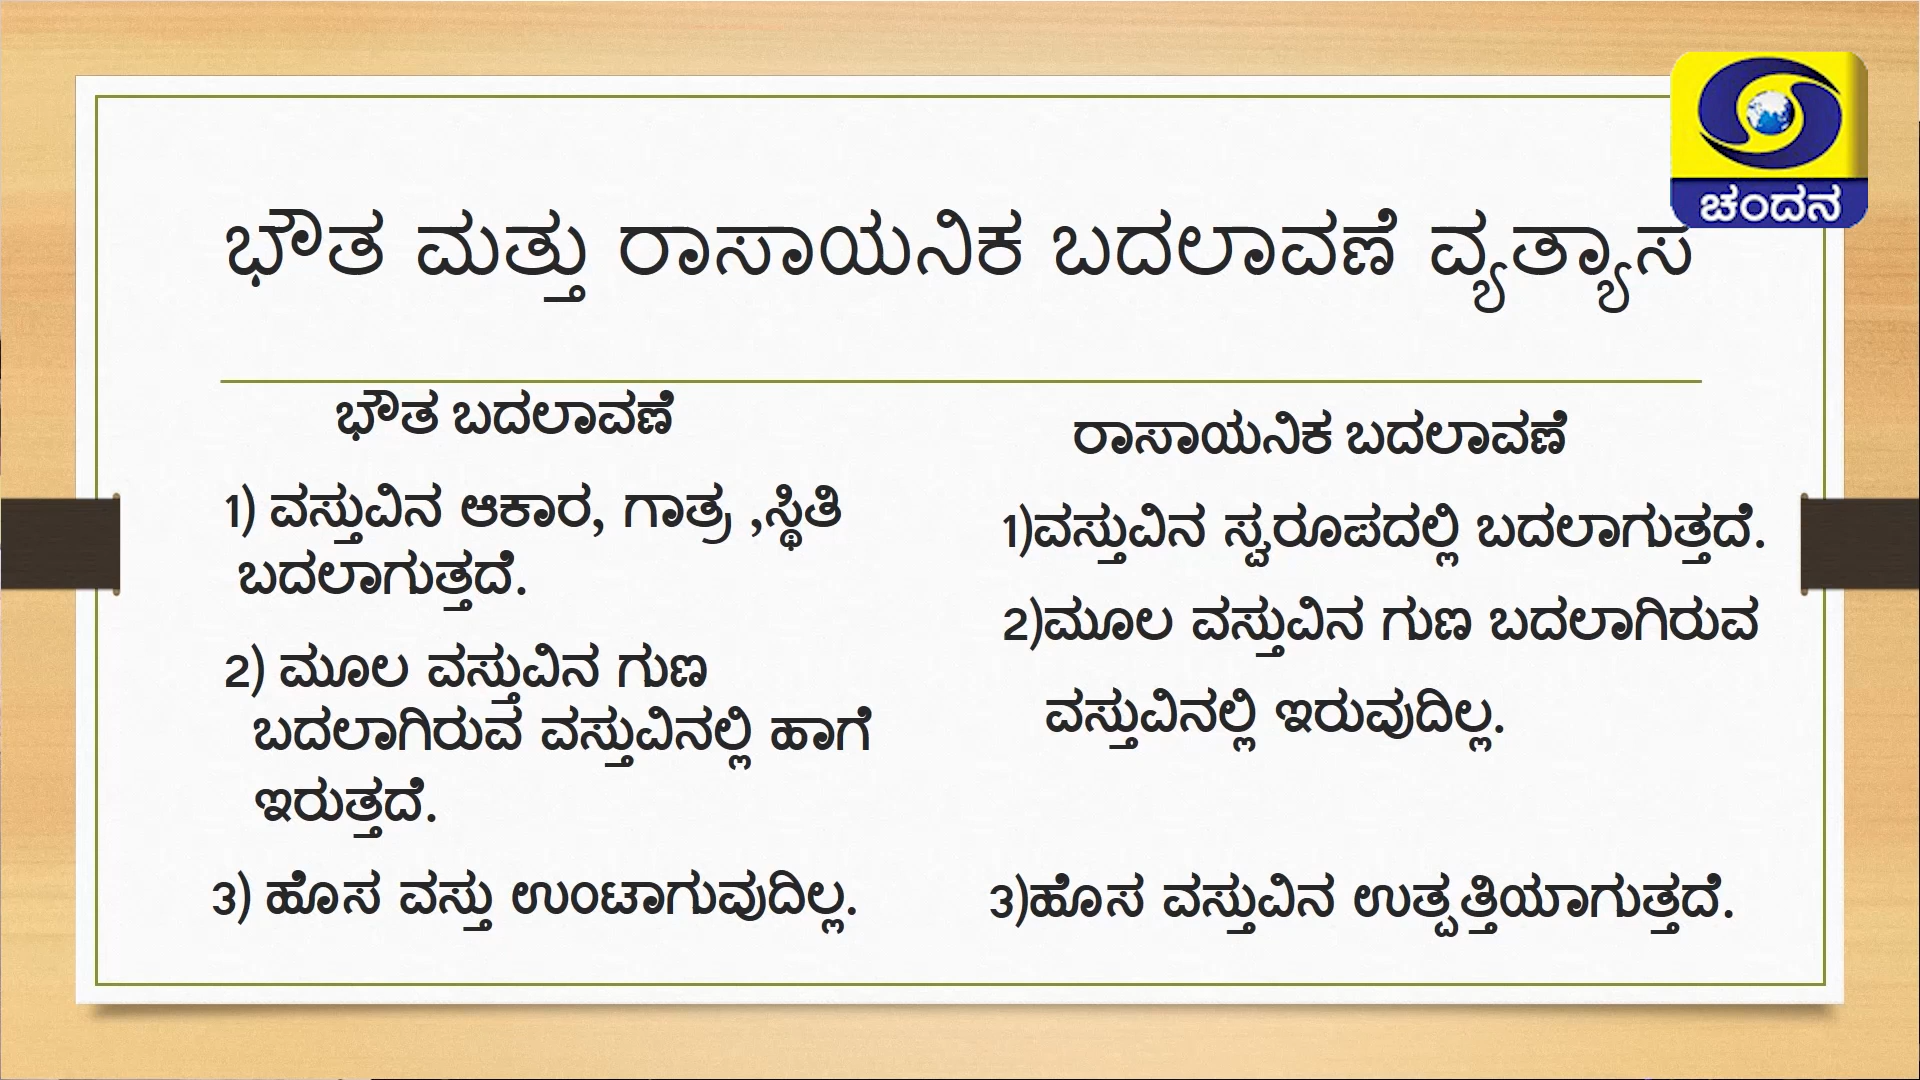 ಚಂದನ
ಭೌತ ಮತ್ತು ರಾಸಾಯನಿಕ ಬದಲಾವಣೆ ವ್ಯತ್ಯಾಸ
ಭೌತ ಬದಲಾವಣೆ
1) ವಸ್ತುವಿನ ಆಕಾರ, ಗಾತ್ರ ,ಸ್ಥಿತಿ
ಬದಲಾಗುತ್ತದೆ.
2) ಮೂಲ ವಸ್ತುವಿನ ಗುಣ
ಬದಲಾಗಿರುವ ವಸ್ತುವಿನಲ್ಲಿ ಹಾಗೆ
ಇರುತ್ತದೆ.
3) ಹೊಸ ವಸ್ತು ಉಂಟಾಗುವುದಿಲ್ಲ.
ರಾಸಾಯನಿಕ ಬದಲಾವಣೆ
1)ವಸ್ತುವಿನ ಸ್ವರೂಪದಲ್ಲಿ ಬದಲಾಗುತ್ತದೆ.
2)ಮೂಲ ವಸ್ತುವಿನ ಗುಣ ಬದಲಾಗಿರುವ
ವಸ್ತುವಿನಲ್ಲಿ ಇರುವುದಿಲ್ಲ.
3)ಹೊಸ ವಸ್ತುವಿನ ಉತ್ಪತ್ತಿಯಾಗುತ್ತದೆ.